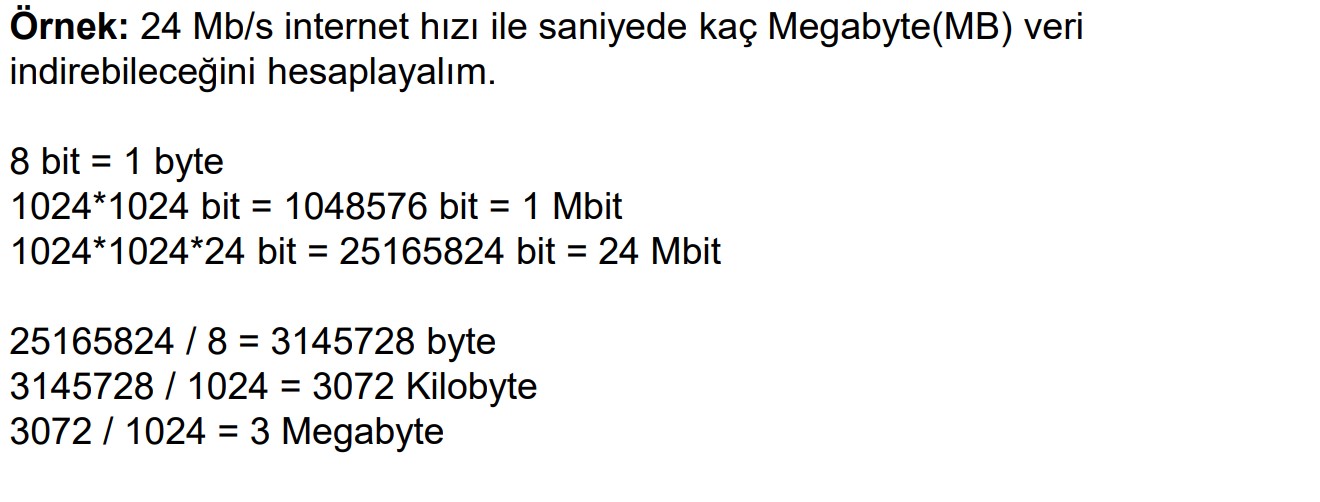 Örnek: 24 Mb/s internet hızı ile saniyede kaç Megabyte(MB) veri
indirebileceğini hesaplayalım.
8 bit = 1 byte
1024*1024 bit = 1048576 bit = 1 Mbit
1024*1024*24 bit = 25165824 bit = 24 Mbit
25165824 / 8 = 3145728 byte
3145728 / 1024 = 3072 Kilobyte
3072 / 1024 = 3 Megabyte